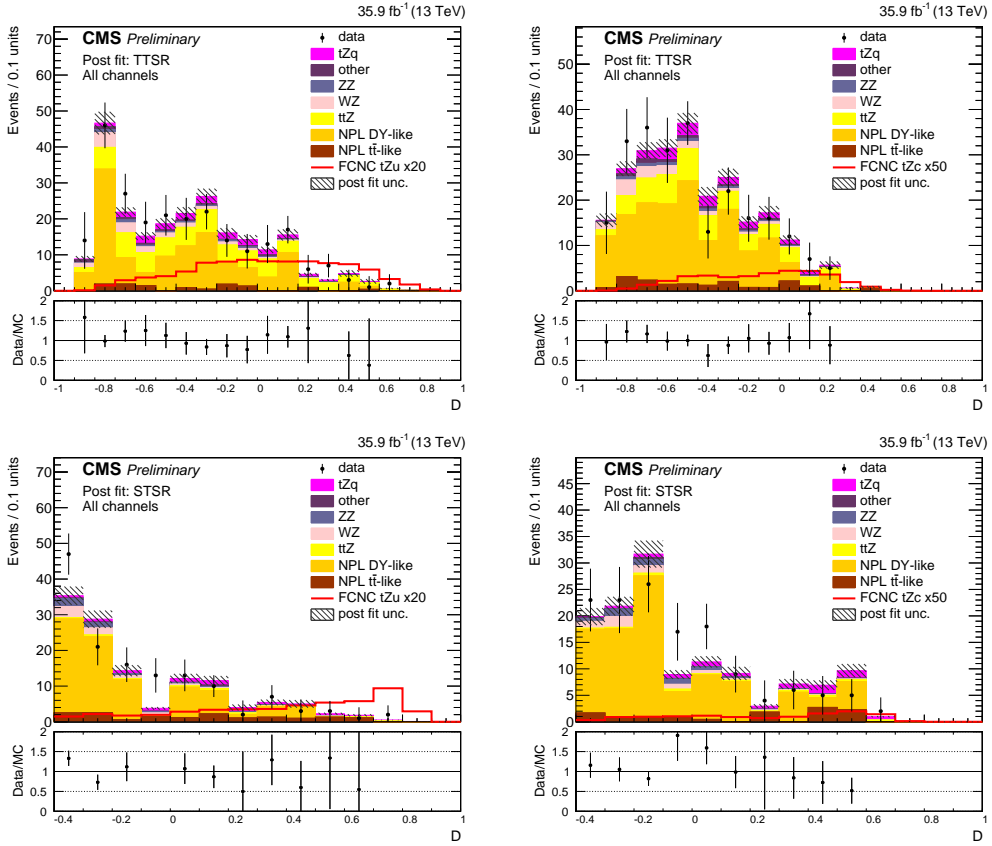 35.9 fb⁻¹ (13 TeV)
CMS Preliminary
Post fit: TTSR
All channels
data
tZq
other
ZZ
WZ
ttZ
NPL DY-like
NPL tt̄-like
FCNC tZu x20
post fit unc.
Events / 0.1 units
70
60
50
40
30
20
10
0
Data/MC
2
1.5
1
0.5
0
-1 -0.8 -0.6 -0.4 -0.2 0 0.2 0.4 0.6 0.8 1
D
35.9 fb⁻¹ (13 TeV)
CMS Preliminary
Post fit: TTSR
All channels
data
tZq
other
ZZ
WZ
ttZ
NPL DY-like
NPL tt̄-like
FCNC tZc x50
post fit unc.
Events / 0.1 units
50
40
30
20
10
0
Data/MC
2
1.5
1
0.5
0
-1 -0.8 -0.6 -0.4 -0.2 0 0.2 0.4 0.6 0.8 1
D
35.9 fb⁻¹ (13 TeV)
CMS Preliminary
Post fit: STSR
All channels
data
tZq
other
ZZ
WZ
ttZ
NPL DY-like
NPL tt̄-like
FCNC tZu x20
post fit unc.
Events / 0.1 units
70
60
50
40
30
20
10
0
Data/MC
2
1.5
1
0.5
0
-0.4 -0.2 0 0.2 0.4 0.6 0.8 1
D
35.9 fb⁻¹ (13 TeV)
CMS Preliminary
Post fit: STSR
All channels
data
tZq
other
ZZ
WZ
ttZ
NPL DY-like
NPL tt̄-like
FCNC tZc x50
post fit unc.
Events / 0.1 units
45
40
35
30
25
20
15
10
5
0
Data/MC
2
1.5
1
0.5
0
-0.4 -0.2 0 0.2 0.4 0.6 0.8 1
D